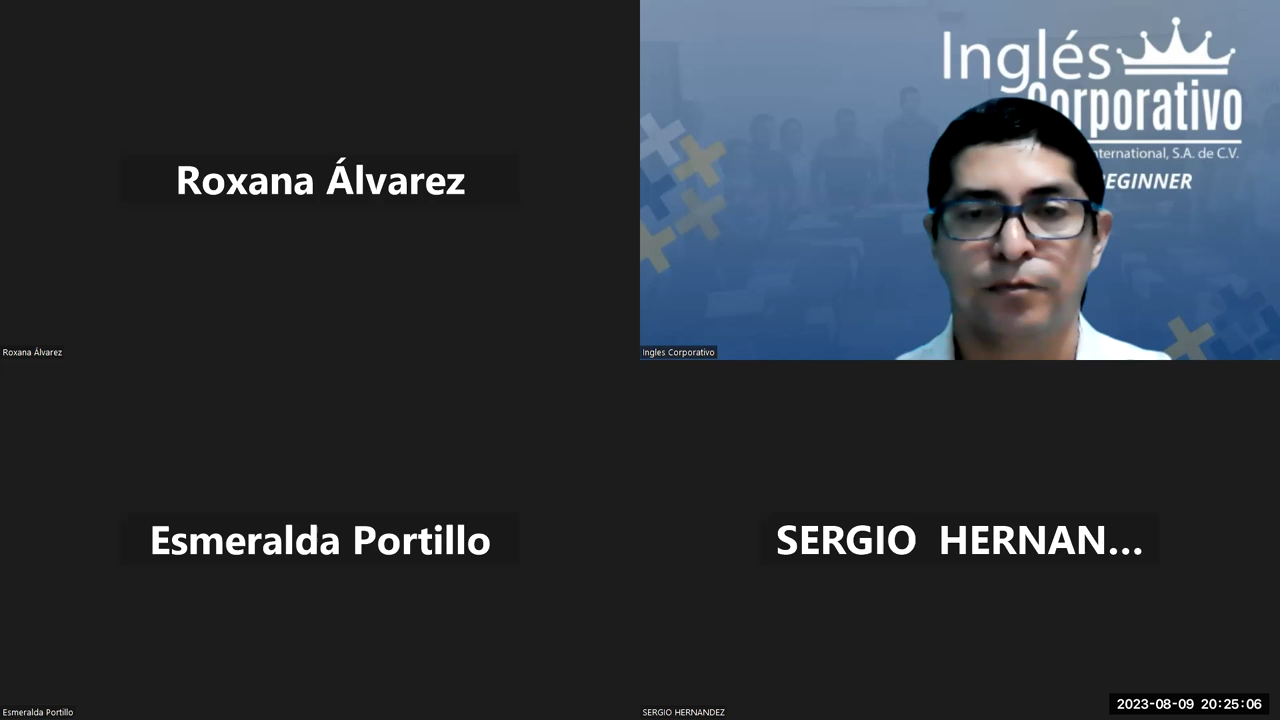 Roxana Álvarez
Roxana Álvarez
Inglés
Corporativo
International, S.A. de C.V.
BEGINNER
Ingles Corporativo
Esmeralda Portillo
Esmeralda Portillo
SERGIO HERNAN...
SERGIO HERNANDEZ
2023-08-09 20:25:06